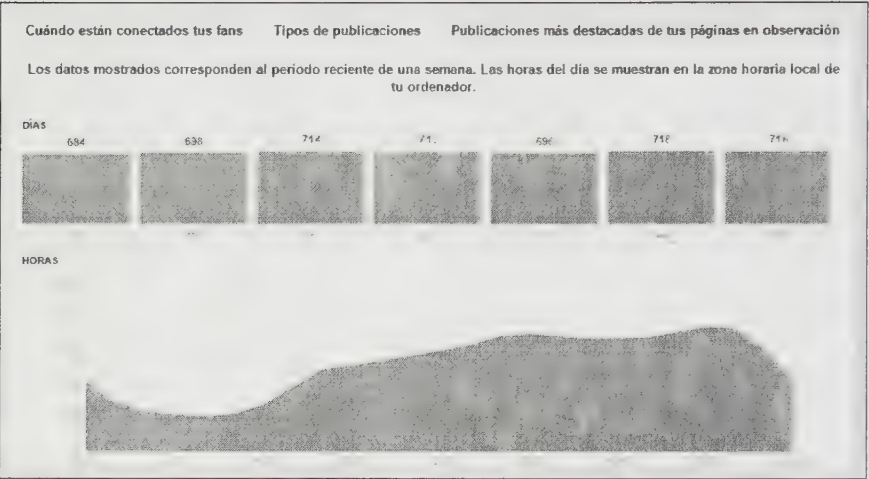 Cuándo están conectados tus fans Tipos de publicaciones Publicaciones más destacadas de tus páginas en observación
Los datos mostrados corresponden al periodo reciente de una semana. Las horas del día se muestran en la zona horaria local de
tu ordenador.
DÍAS
684 698 714
HORAS